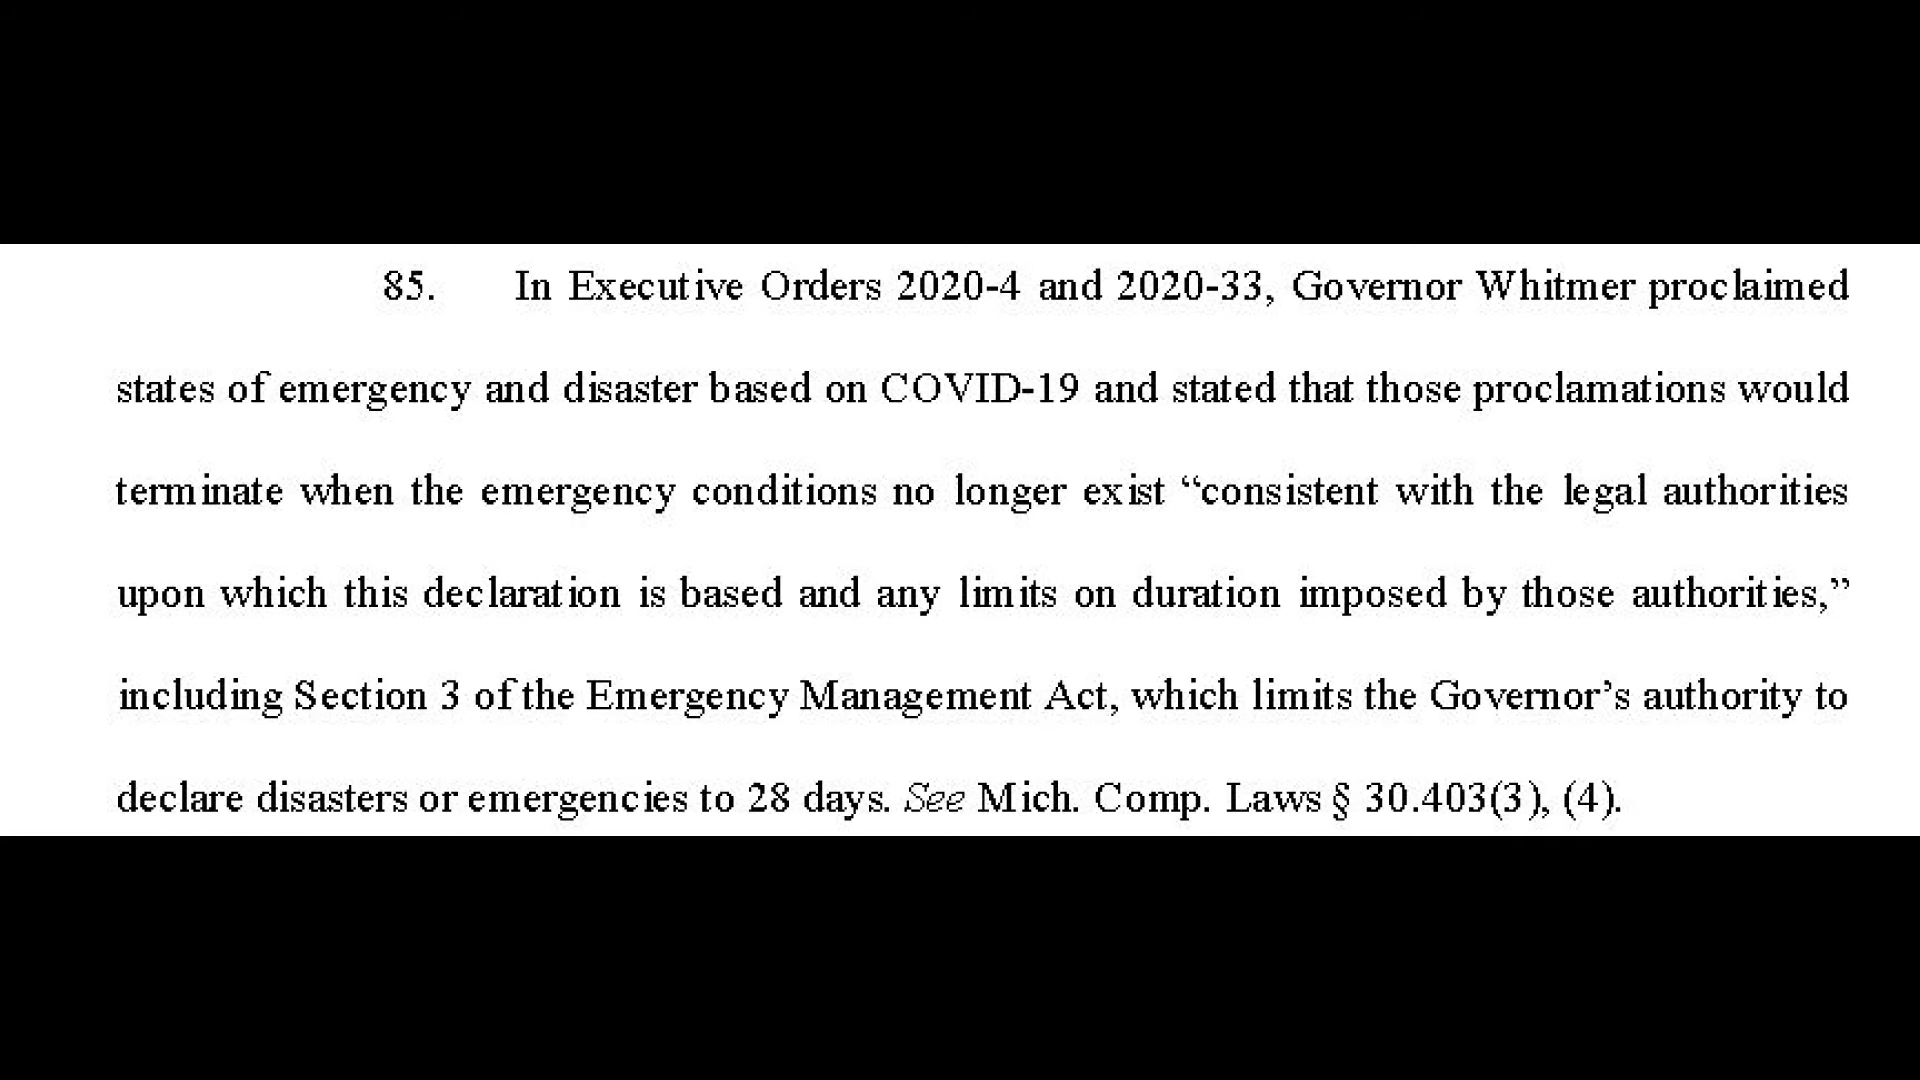 85. In Executive Orders 2020-4 and 2020-33, Governor Whitmer proclaimed
states of emergency and disaster based on COVID-19 and stated that those proclamations would
terminate when the emergency conditions no longer exist “consistent with the legal authorities
upon which this declaration is based and any limits on duration imposed by those authorities,”
including Section 3 of the Emergency Management Act, which limits the Governor’s authority to
declare disasters or emergencies to 28 days. See Mich. Comp. Laws § 30.403(3), (4).